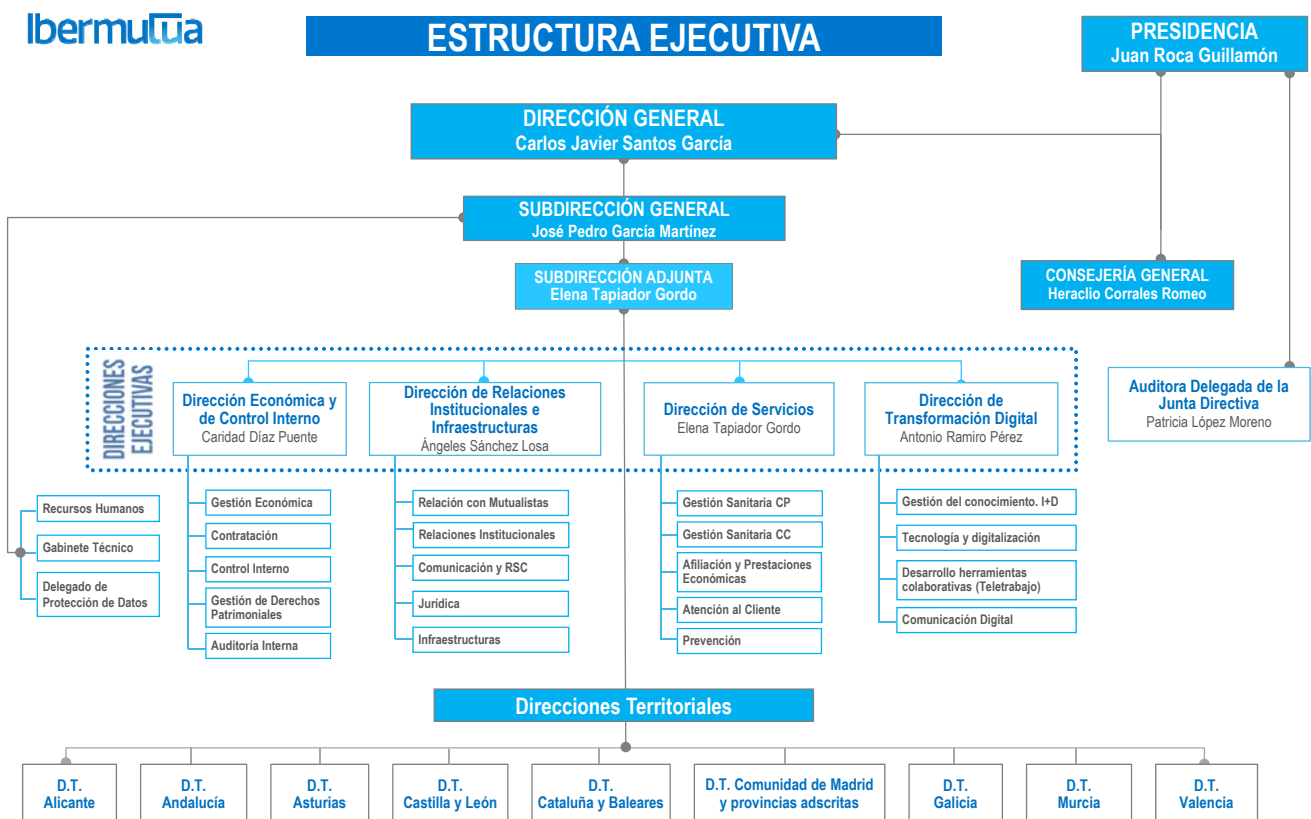 Ibermutua
ESTRUCTURA EJECUTIVA
PRESIDENCIA
Juan Roca Guillamón
DIRECCIÓN GENERAL
Carlos Javier Santos García
SUBDIRECCIÓN GENERAL
José Pedro García Martínez
SUBDIRECCIÓN ADJUNTA
Elena Tapiador Gordo
CONSEJERÍA GENERAL
Heraclio Corrales Romeo
DIRECCIONES
EJECUTIVAS
Dirección Económica y
de Control Interno
Caridad Díaz Puente
Dirección de Relaciones
Institucionales e
Infraestructuras
Ángeles Sánchez Losa
Dirección de Servicios
Elena Tapiador Gordo
Dirección de
Transformación Digital
Antonio Ramiro Pérez
Auditora Delegada de la
Junta Directiva
Patricia López Moreno
Recursos Humanos
Gabinete Técnico
Delegado de
Protección de Datos
Gestión Económica
Contratación
Control Interno
Gestión de Derechos
Patrimoniales
Auditoría Interna
Relación con Mutualistas
Relaciones Institucionales
Comunicación y RSC
Jurídica
Infraestructuras
Gestión Sanitaria CP
Gestión Sanitaria CC
Afiliación y Prestaciones
Económicas
Atención al Cliente
Prevención
Gestión del conocimiento. I+D
Tecnología y digitalización
Desarrollo herramientas
colaborativas (Teletrabajo)
Comunicación Digital
Direcciones Territoriales
D.T.
Alicante
D.T.
Andalucía
D.T.
Asturias
D.T.
Castilla y León
D.T.
Cataluña y Baleares
D.T. Comunidad de Madrid
y provincias adscritas
D.T.
Galicia
D.T.
Murcia
D.T.
Valencia